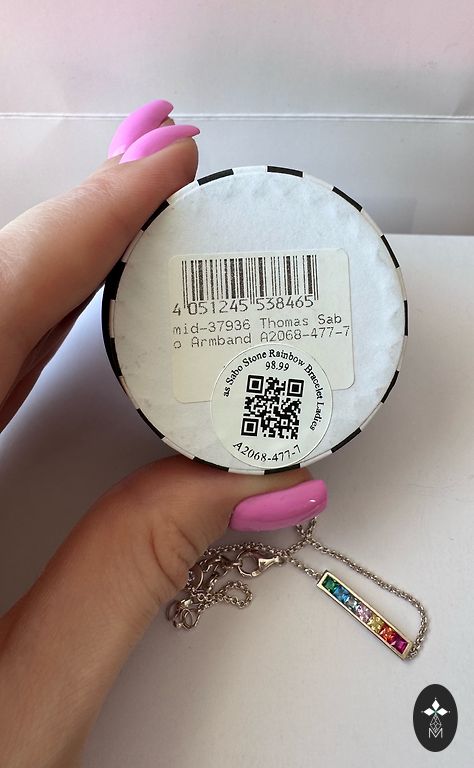 4 051245 538465
mid-37936 Thomas Sab
o Armband A2068-477-7
as Sabo Stone Rainbow Bracelet Ladies
98.99
A2068-477-7
M